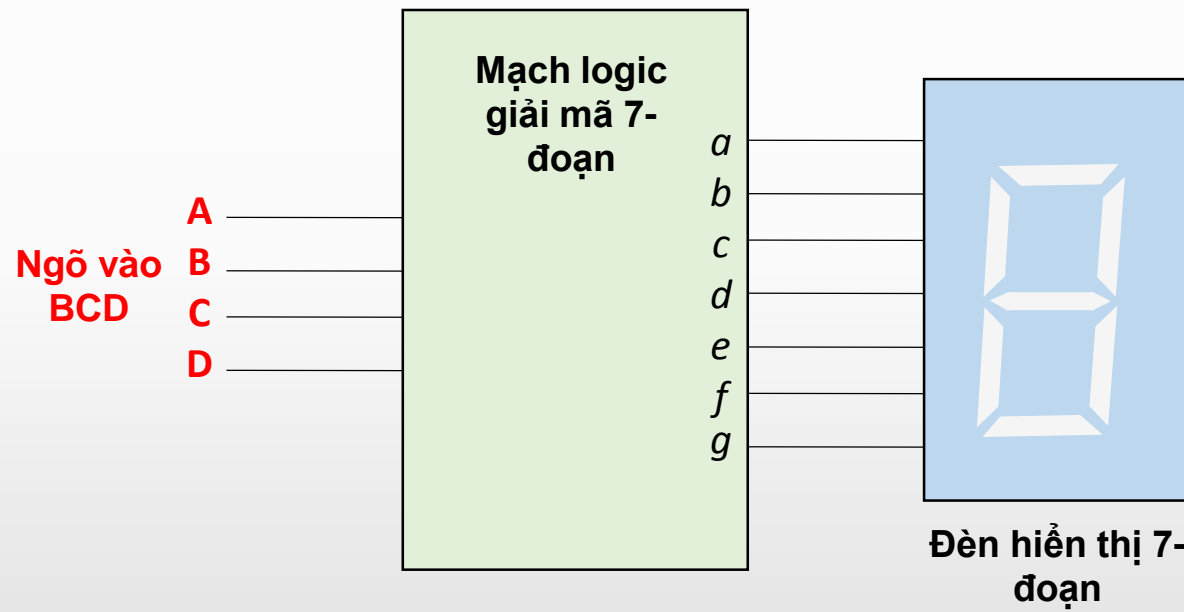 Mạch logic
giải mã 7-
đoạn
Ngõ vào
BCD
A
B
C
D
a
b
c
d
e
f
g
Đèn hiển thị 7-
đoạn